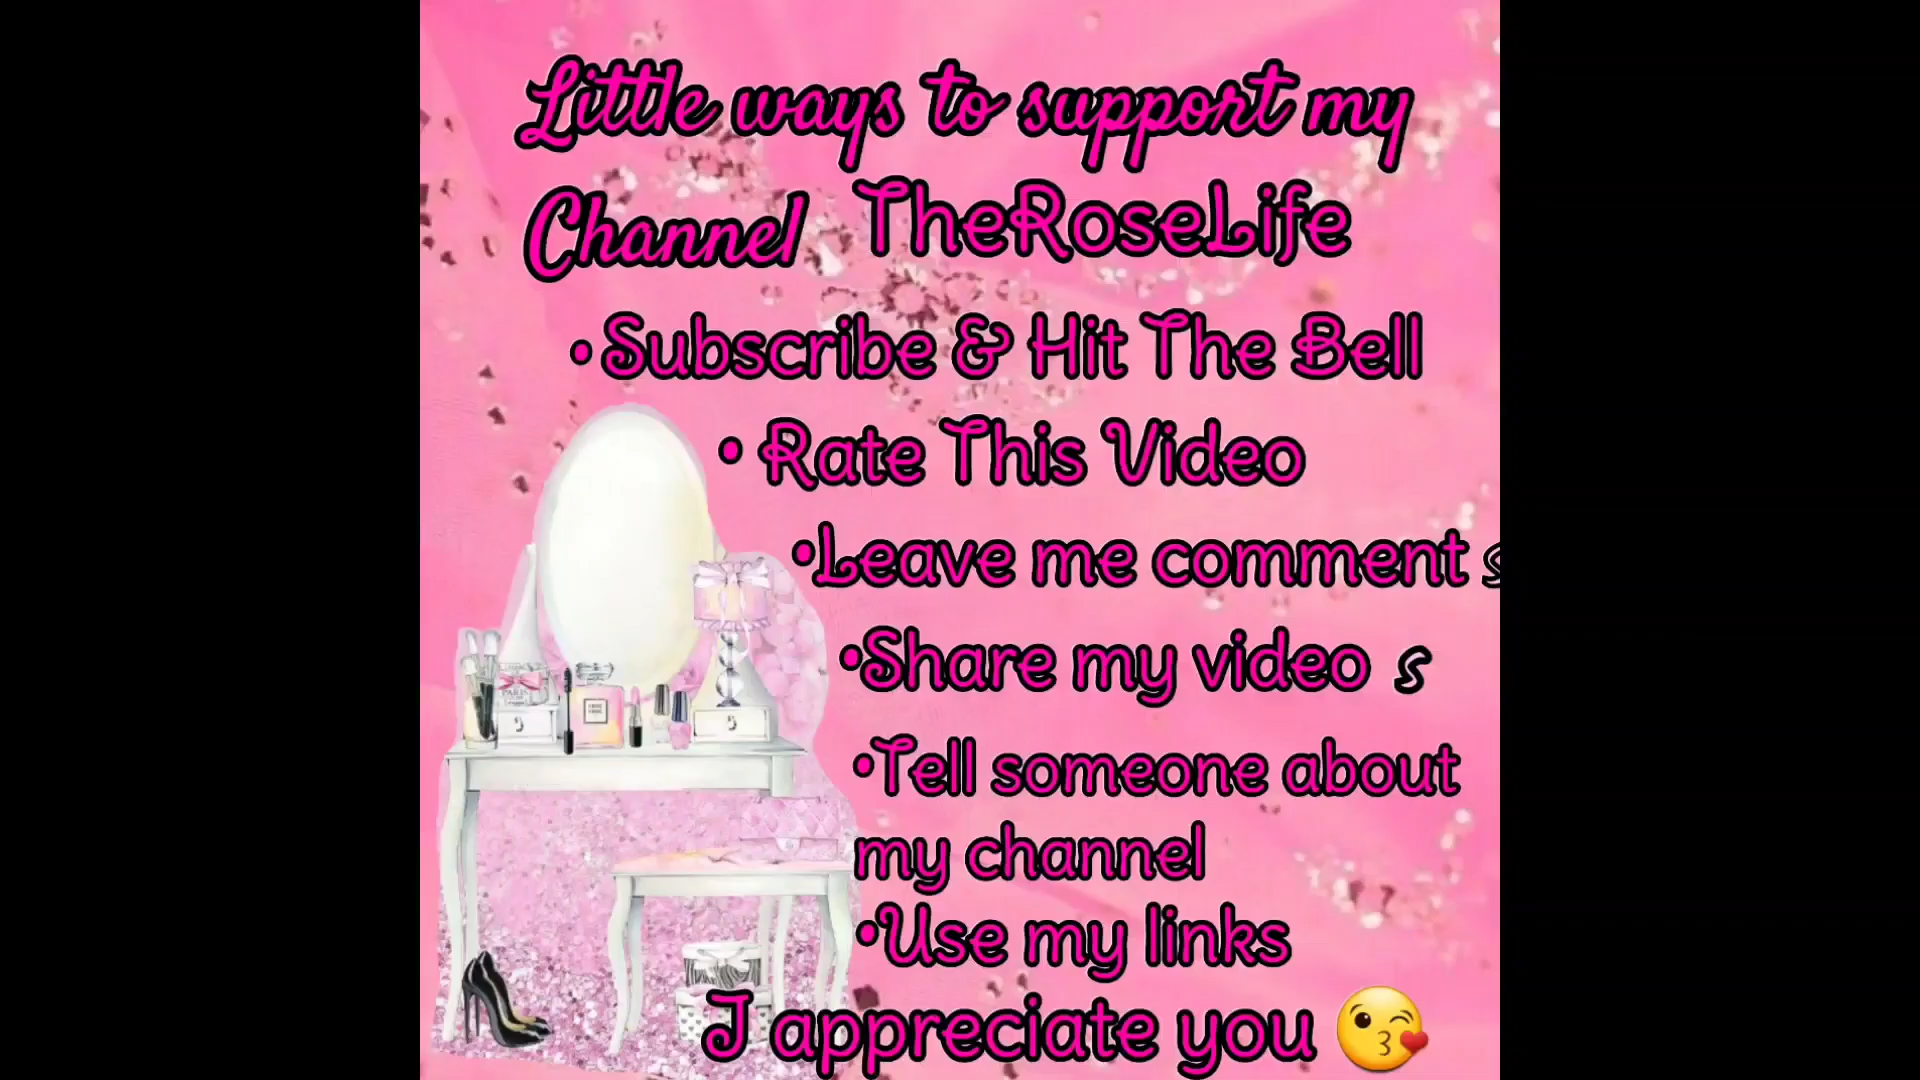 Little ways to support my
Channel TheRoseLife
•Subscribe & Hit The Bell
• Rate This Video
•Leave me comment s
•Share my video s
•Tell someone about
my channel
•Use my links
I appreciate you 😘
PARIS